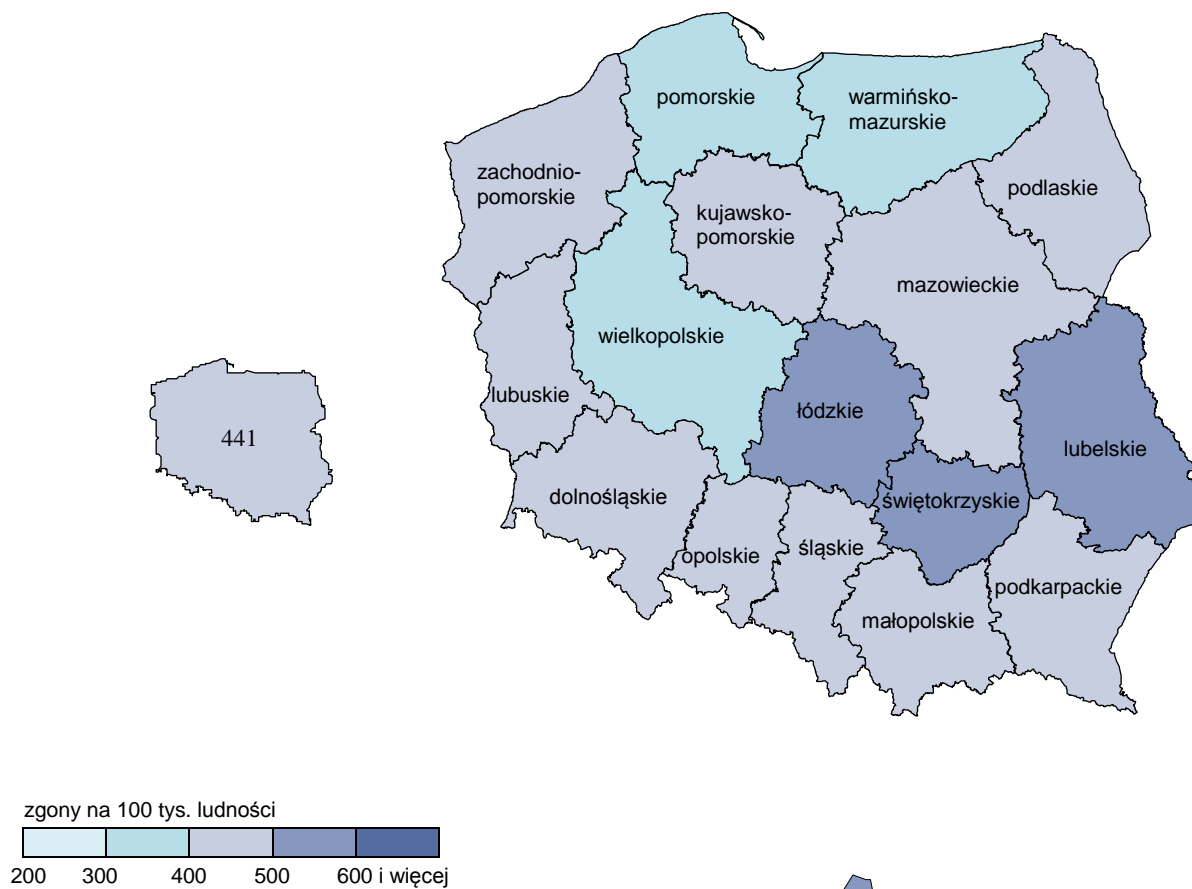 pomorskie
warmińsko-
mazurskie
zachodnio-
pomorskie
podlaskie
kujawsko-
pomorskie
mazowieckie
wielkopolskie
lubuskie
łódzkie
441
lubelskie
dolnośląskie
świętokrzyskie
opolskie
śląskie
podkarpackie
małopolskie
zgony na 100 tys. ludności
200 300 400 500 600 i więcej